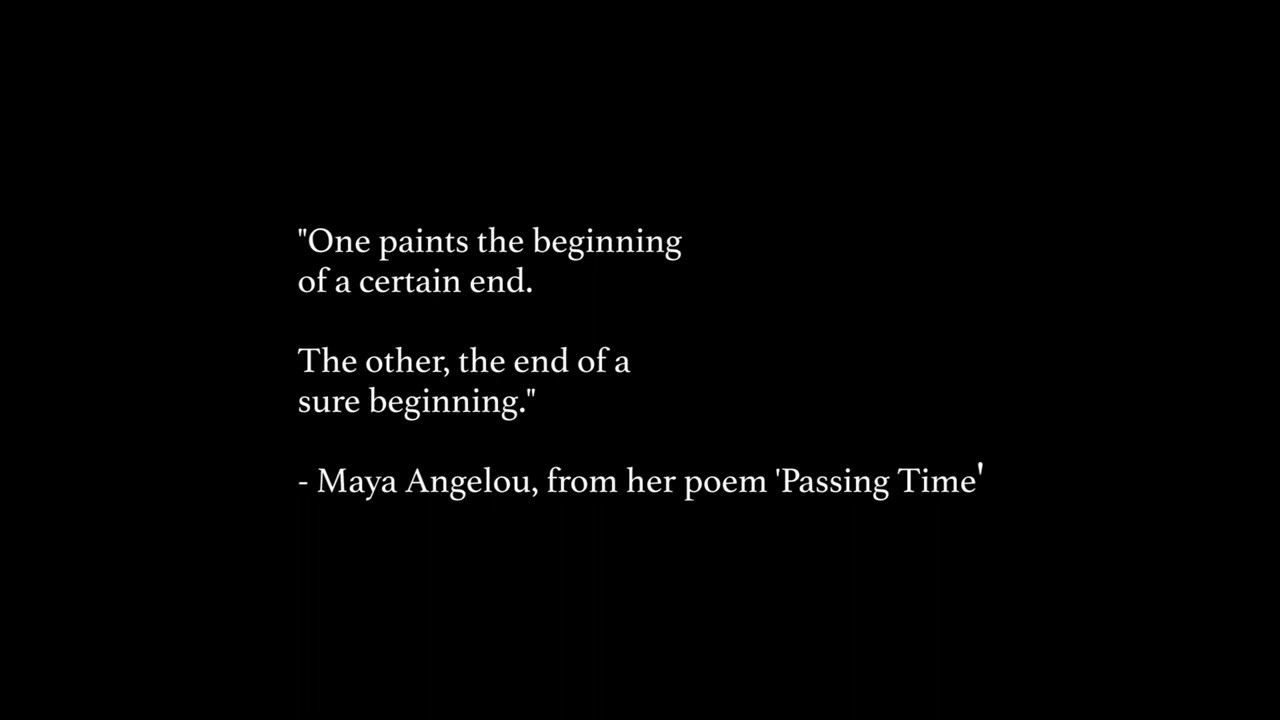 "One paints the beginning
of a certain end.
The other, the end of a
sure beginning."
- Maya Angelou, from her poem 'Passing Time'